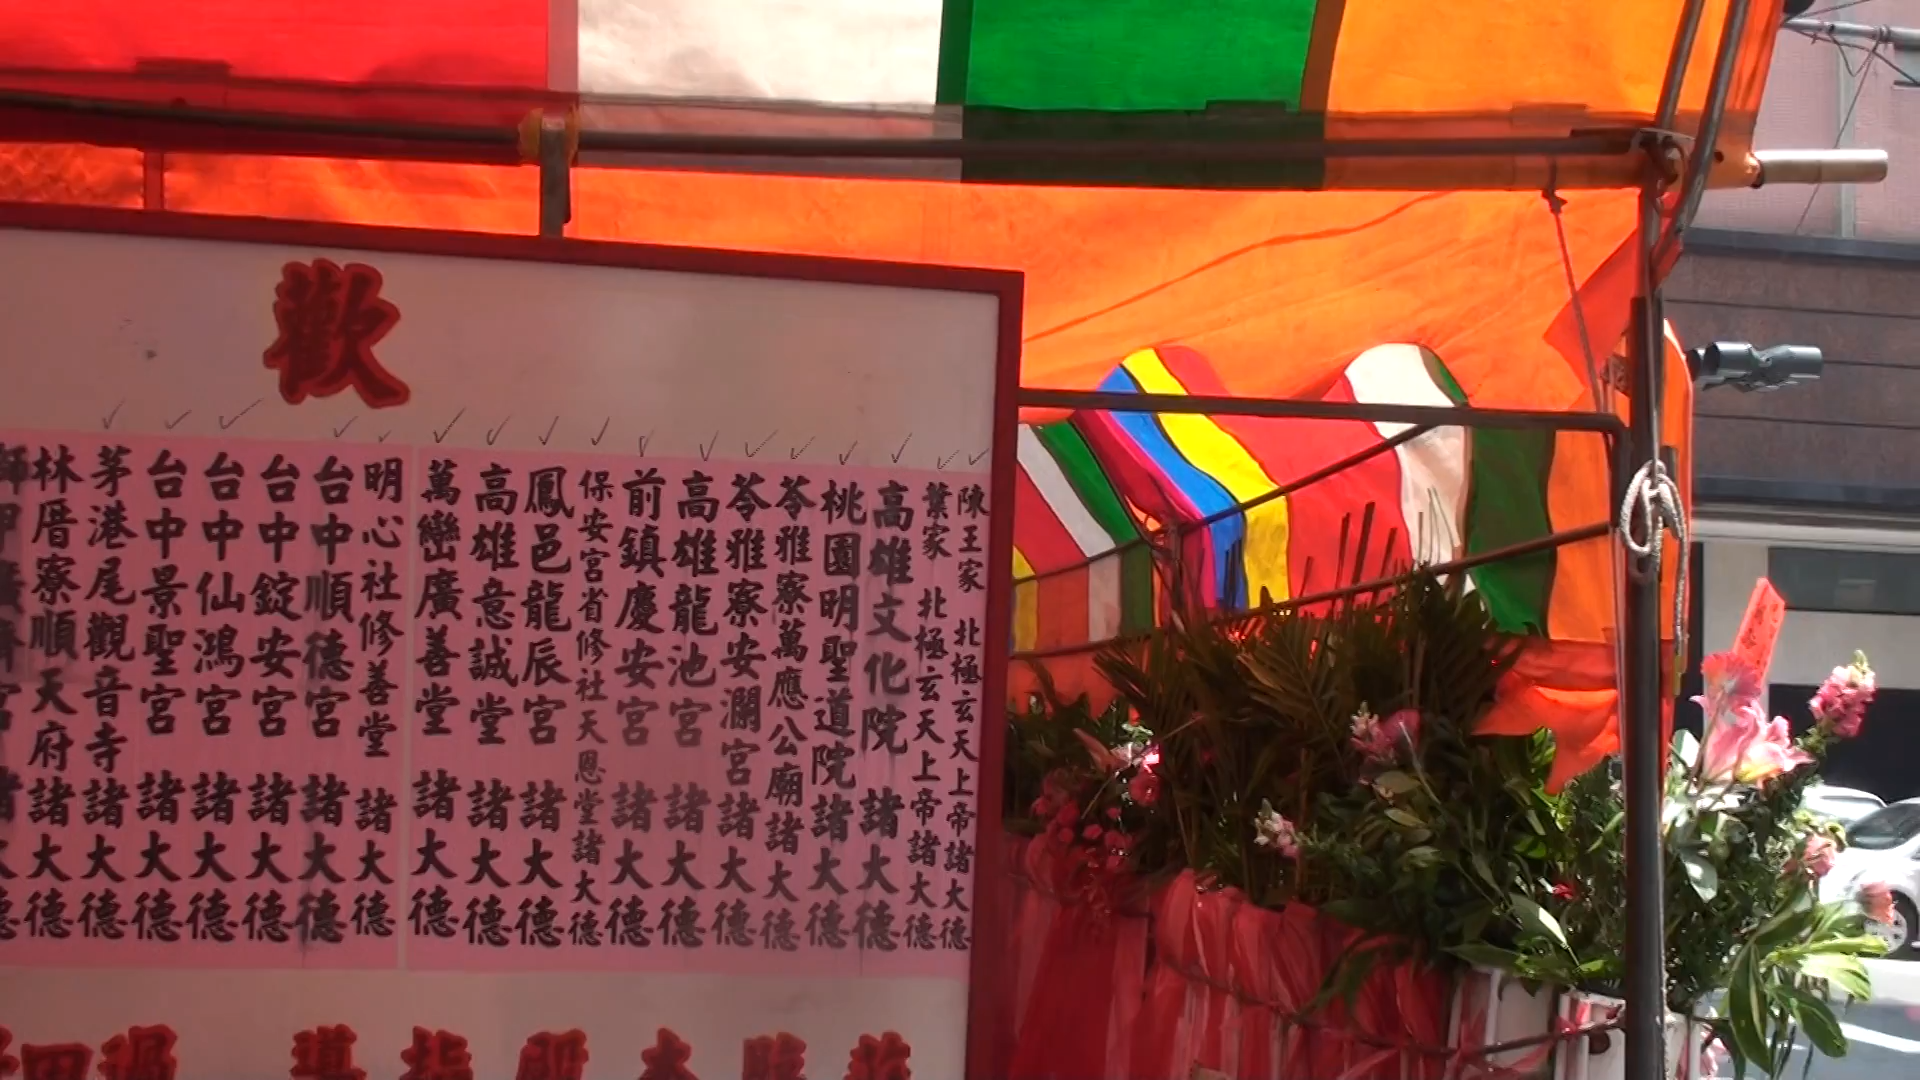 歡
陳王家 北極玄天上帝諸大德
葉家 北極玄天上帝諸大德
高雄文化院 諸大德
桃園明聖道院諸大德
苓雅寮萬應公廟諸大德
苓雅寮安瀾宮諸大德
高雄龍池宮 諸大德
前鎮慶安宮 諸大德
保安宮省修社天恩堂諸大德
鳳邑龍辰宮 諸大德
高雄意誠堂 諸大德
萬巒廣善堂 諸大德
明心社修善堂 諸大德
台中順德宮 諸大德
台中錠安宮 諸大德
台中仙鴻宮 諸大德
台中景聖宮 諸大德
茅港尾觀音寺 諸大德
林厝寮順天府 諸大德
蒞臨本殿指導